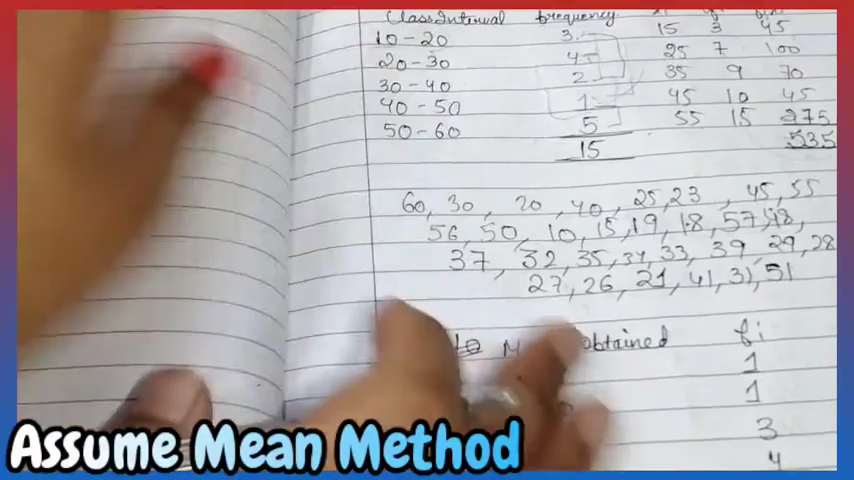 Class Interval frequency
10-20 3 15 3 45
20-30 4 25 7 100
30-40 2 35 9 70
40-50 1 45 10 45
50-60 5 55 15 275
15 535
60, 30, 20, 40, 25, 23, 45, 55
56, 50, 10, 15, 19, 18, 57, 18,
37, 32, 35, 34, 33, 39, 29, 28
27, 26, 21, 41, 31, 51
obtained fi
1
1
3
4
Assume Mean Method